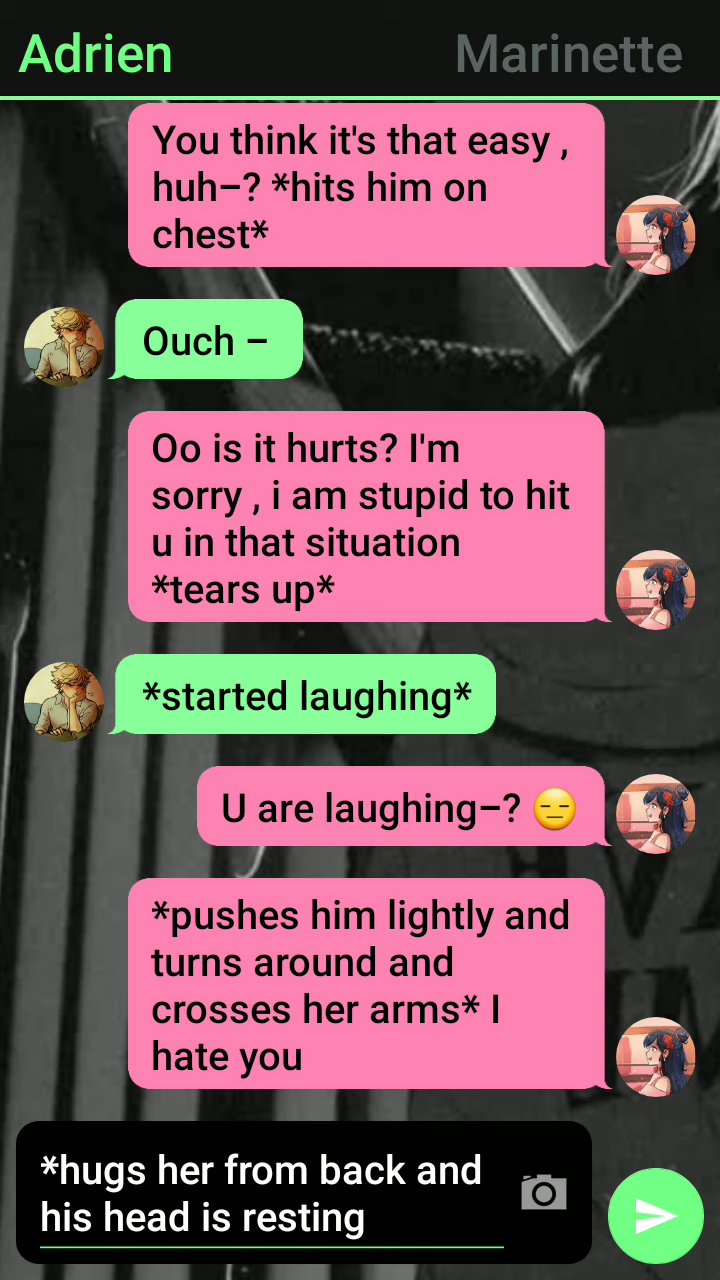 Adrien Marinette
You think it's that easy ,
huh–? *hits him on
chest*
Ouch –
Oo is it hurts? I'm
sorry , i am stupid to hit
u in that situation
*tears up*
*started laughing*
U are laughing–? 😑
*pushes him lightly and
turns around and
crosses her arms* I
hate you
*hugs her from back and
his head is resting